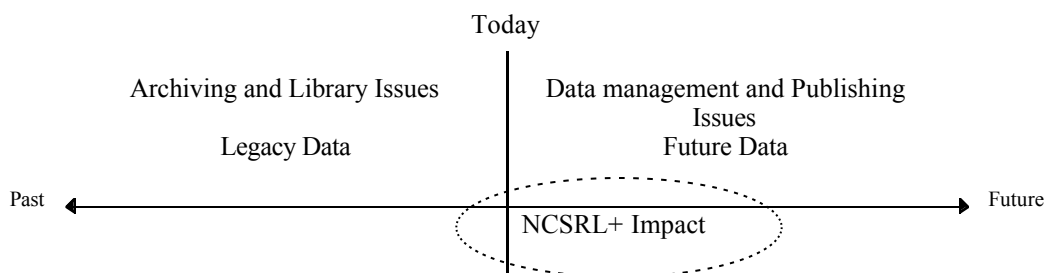 Today
Archiving and Library Issues
Data management and Publishing
Issues
Legacy Data
Future Data
Past
Future
NCSRL+ Impact